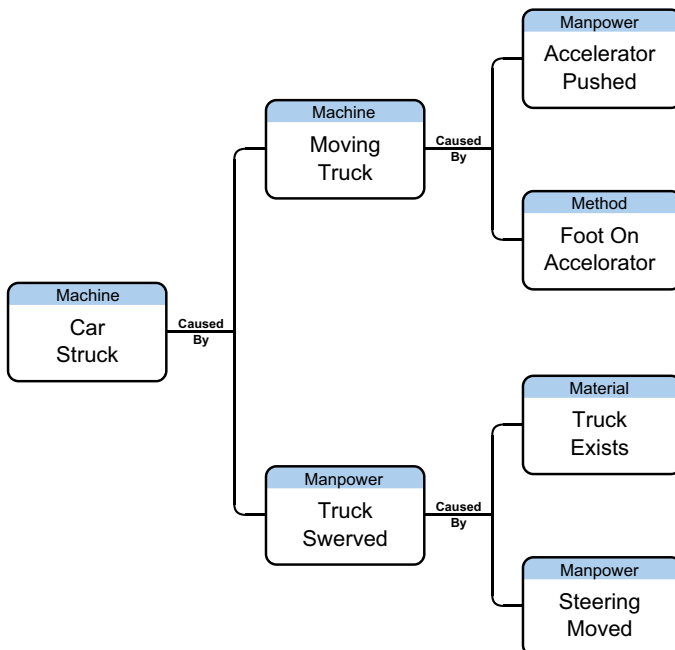 Manpower
Accelerator
Pushed
Machine
Moving
Truck
Caused
By
Method
Foot On
Accelorator
Machine
Car
Struck
Caused
By
Material
Truck
Exists
Manpower
Truck
Swerved
Caused
By
Manpower
Steering
Moved